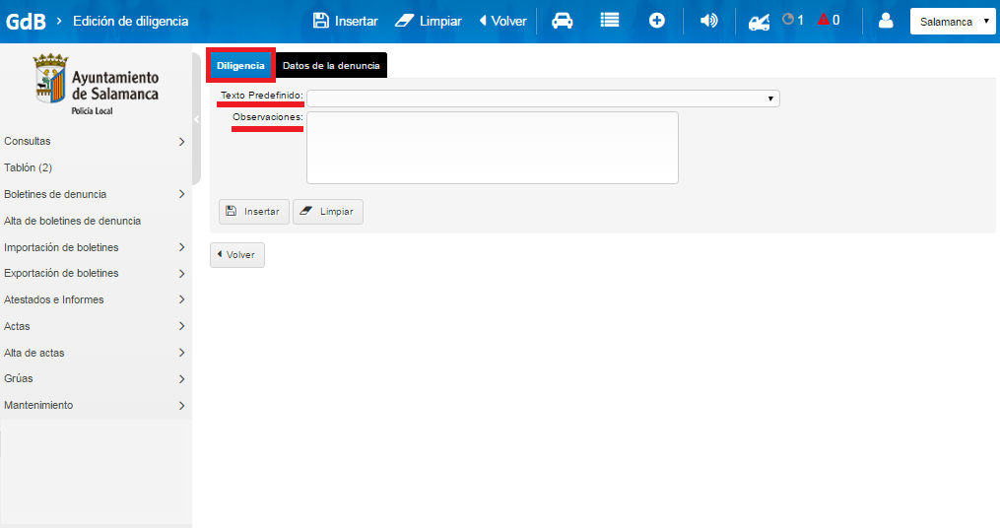 GdB › Edición de diligencia Insertar Limpiar Volver 1 0 Salamanca
Ayuntamiento
de Salamanca
Policía Local
Consultas
Tablón (2)
Boletines de denuncia
Alta de boletines de denuncia
Importación de boletines
Exportación de boletines
Atestados e Informes
Actas
Alta de actas
Grúas
Mantenimiento
Diligencia Datos de la denuncia
Texto Predefinido:
Observaciones:
Insertar Limpiar
Volver